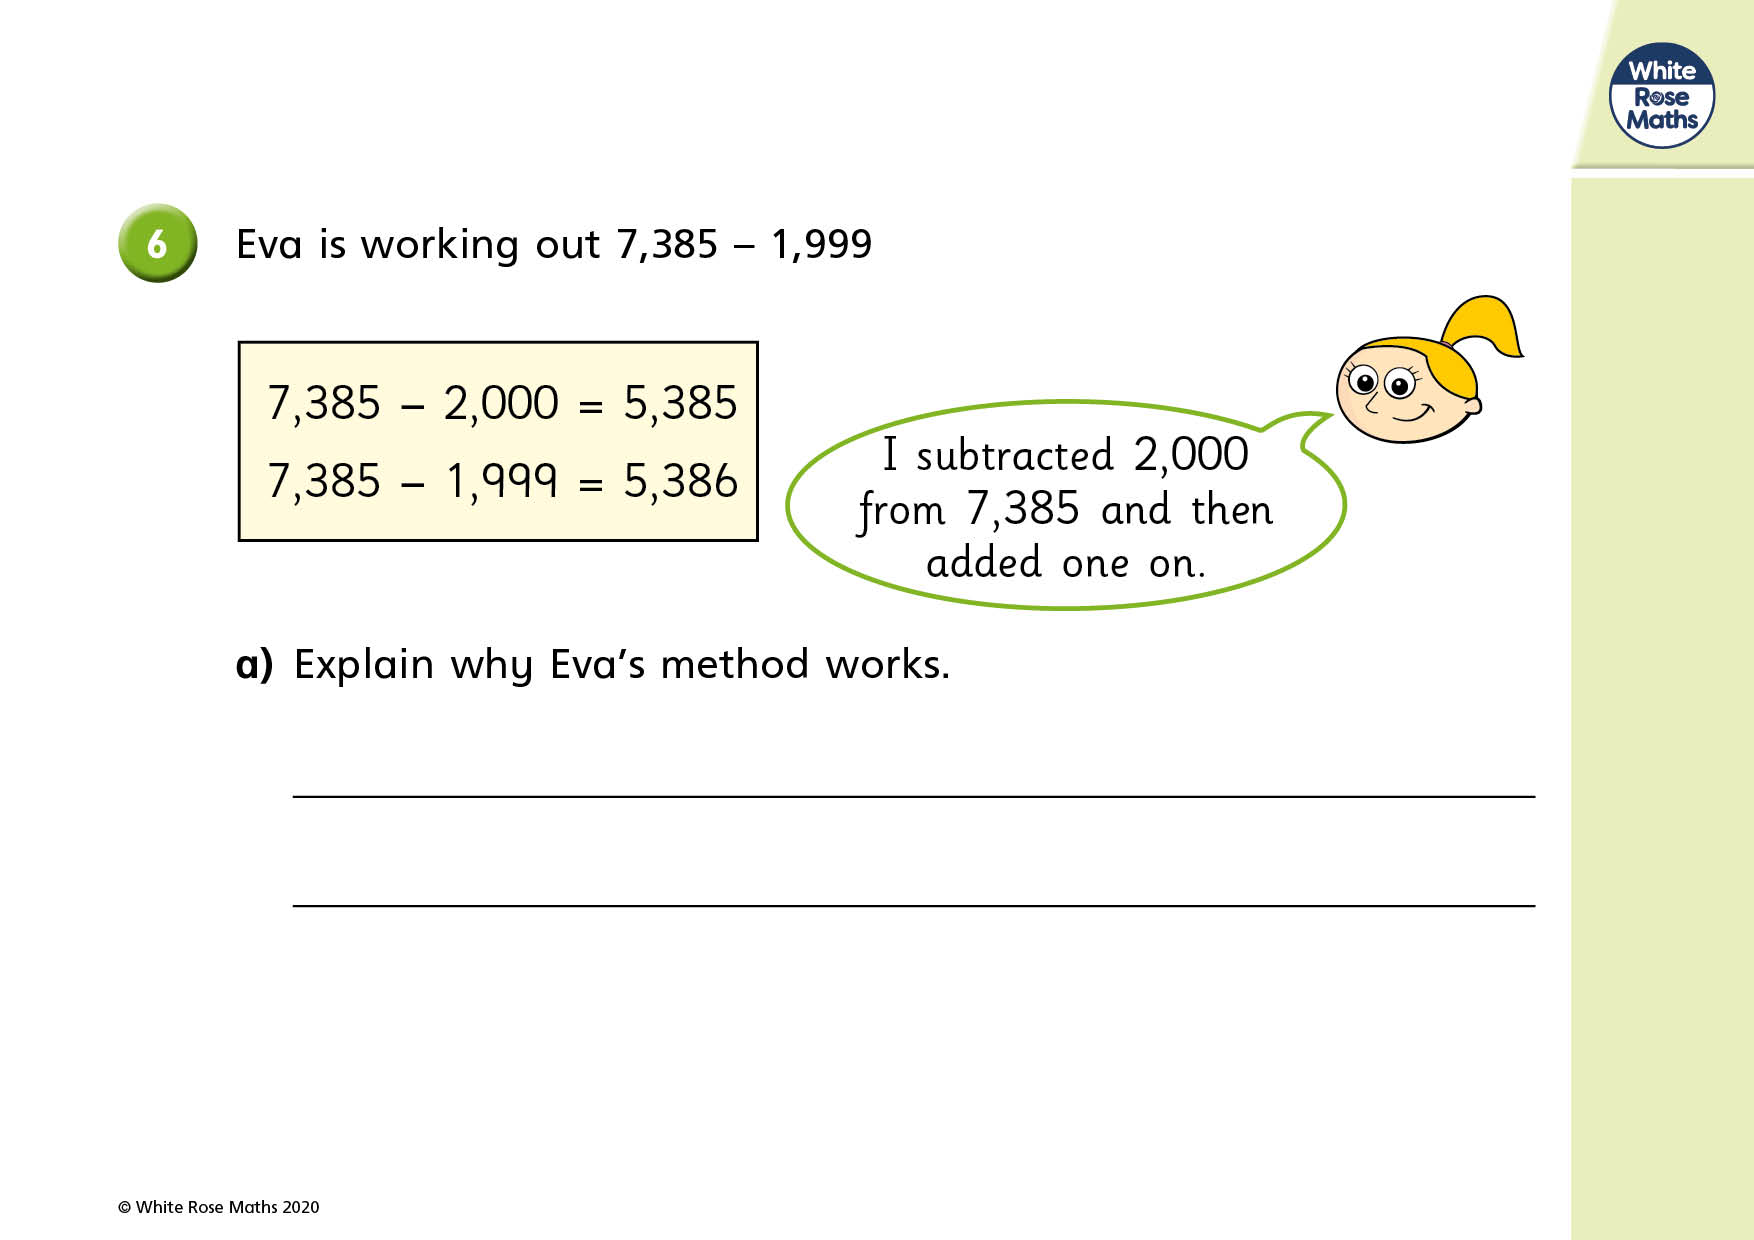 White
Rose
Maths
6 Eva is working out 7,385 – 1,999
7,385 – 2,000 = 5,385
7,385 – 1,999 = 5,386
I subtracted 2,000
from 7,385 and then
added one on.
a) Explain why Eva’s method works.
© White Rose Maths 2020